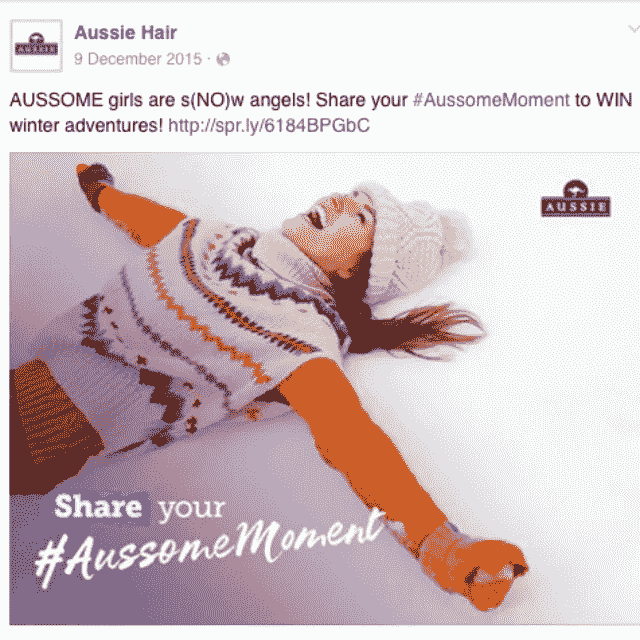 AUSSIE
Aussie Hair
9 December 2015 ·
AUSSOME girls are s(NO)w angels! Share your #AussomeMoment to WIN
winter adventures! http://spr.ly/6184BPGbC
AUSSIE
Share your
#AussomeMoment